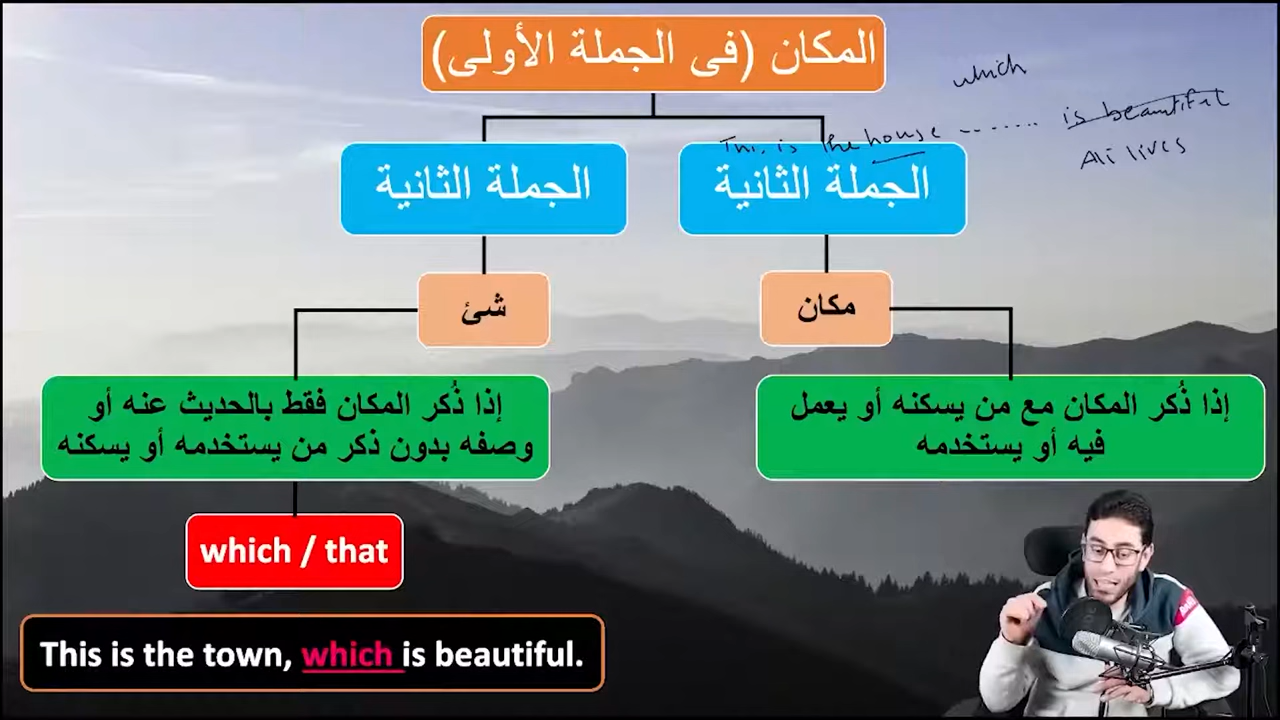 المكان (فى الجملة الأولى)
which
This is the house ....... is beautiful
Ali lives
الجملة الثانية
الجملة الثانية
مكان
شئ
إذا ذُكر المكان مع من يسكنه أو يعمل
فيه أو يستخدمه
إذا ذُكر المكان فقط بالحديث عنه أو
وصفه بدون ذكر من يستخدمه أو يسكنه
which / that
This is the town, which is beautiful.